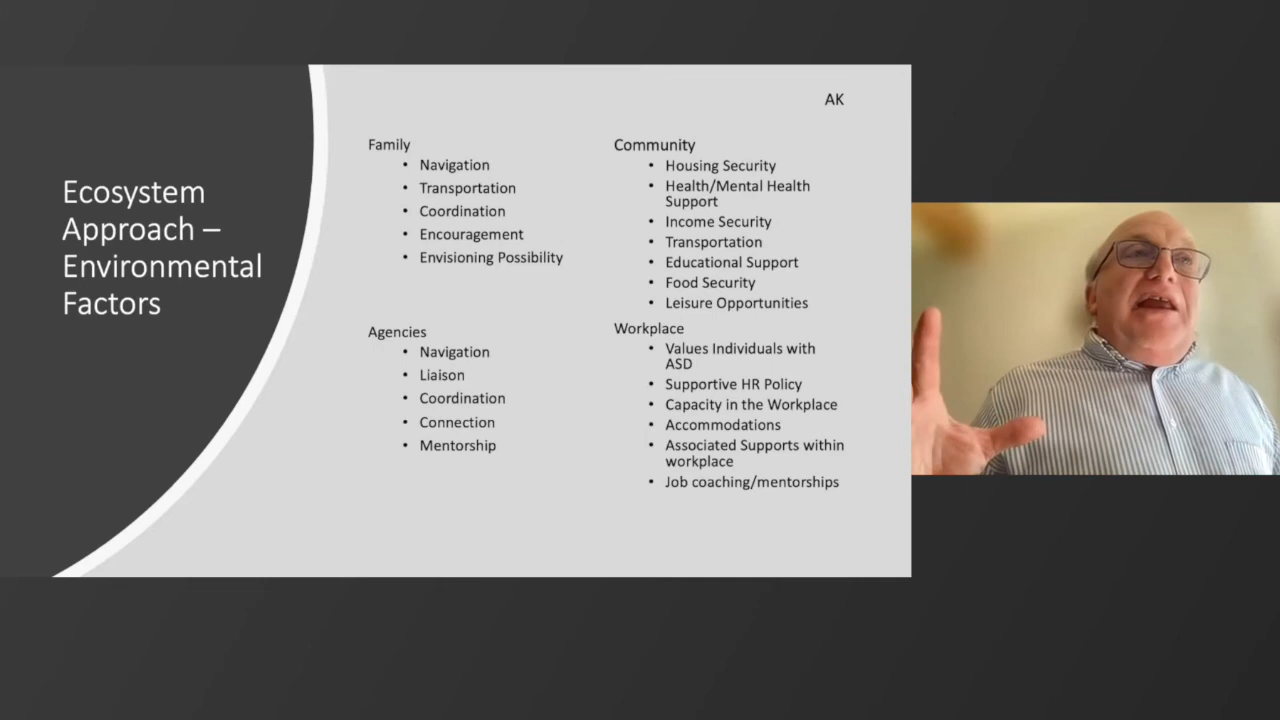 Ecosystem
Approach –
Environmental
Factors
AK
Family
• Navigation
• Transportation
• Coordination
• Encouragement
• Envisioning Possibility
Agencies
• Navigation
• Liaison
• Coordination
• Connection
• Mentorship
Community
• Housing Security
• Health/Mental Health
Support
• Income Security
• Transportation
• Educational Support
• Food Security
• Leisure Opportunities
Workplace
• Values Individuals with
ASD
• Supportive HR Policy
• Capacity in the Workplace
• Accommodations
• Associated Supports within
workplace
• Job coaching/mentorships